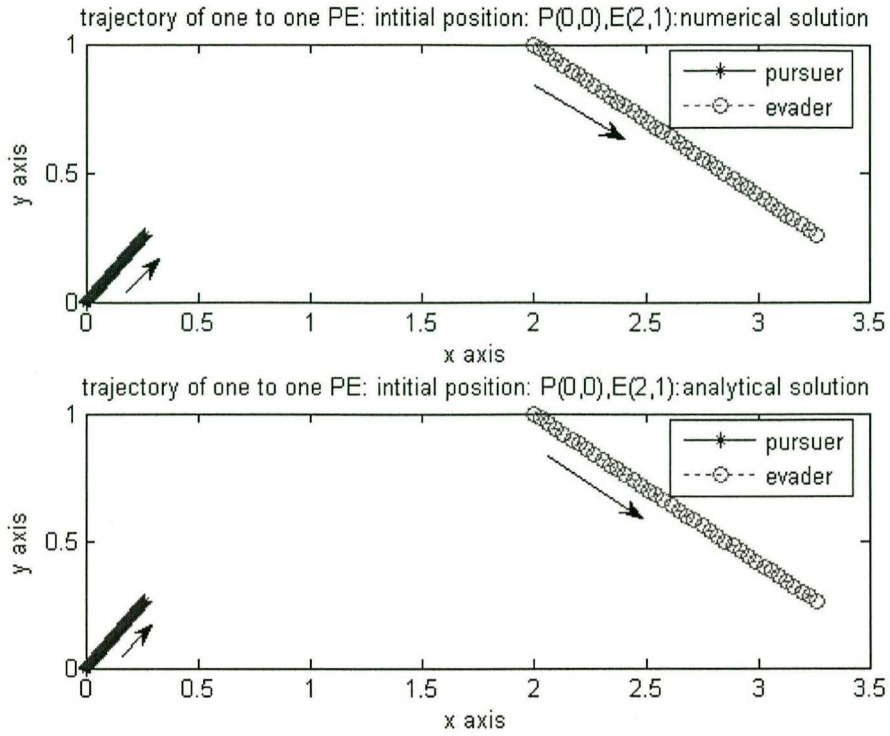 trajectory of one to one PE: intitial position: P(0,0),E(2,1):numerical solution
1
0.5
0
y axis
pursuer
evader
0
0.5
1
1.5
2
2.5
3
3.5
x axis
trajectory of one to one PE: intitial position: P(0,0),E(2,1):analytical solution
1
0.5
0
y axis
pursuer
evader
0
0.5
1
1.5
2
2.5
3
3.5
x axis